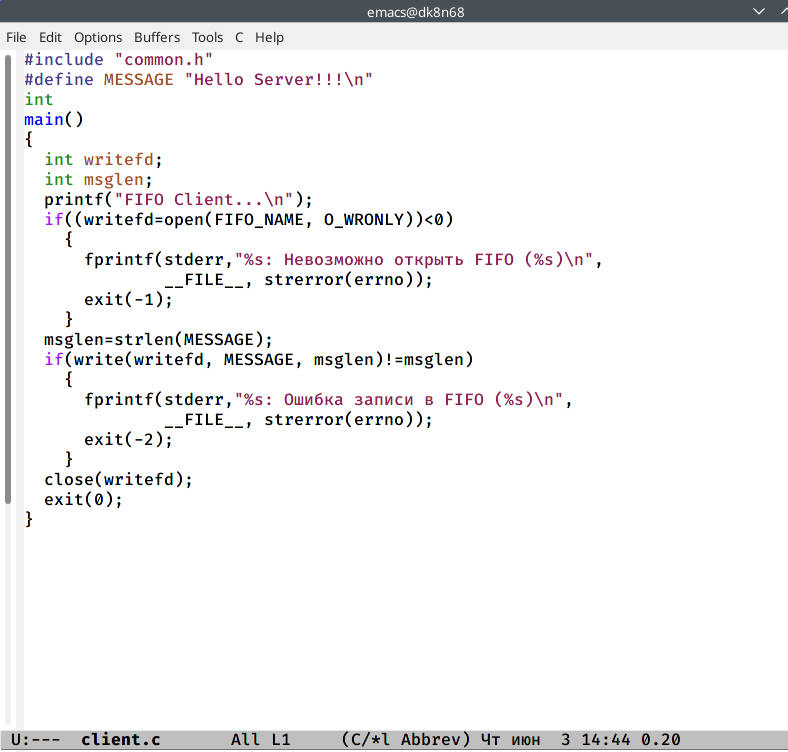 emacs@dk8n68
File Edit Options Buffers Tools C Help
#include "common.h"
#define MESSAGE "Hello Server!!!\n"
int
main()
{
  int writefd;
  int msglen;
  printf("FIFO Client...\n");
  if((writefd=open(FIFO_NAME, O_WRONLY))<0)
    {
      fprintf(stderr,"%s: Невозможно открыть FIFO (%s)\n",
              __FILE__, strerror(errno));
      exit(-1);
    }
  msglen=strlen(MESSAGE);
  if(write(writefd, MESSAGE, msglen)!=msglen)
    {
      fprintf(stderr,"%s: Ошибка записи в FIFO (%s)\n",
              __FILE__, strerror(errno));
      exit(-2);
    }
  close(writefd);
  exit(0);
}
U:--- client.c All L1 (C/*l Abbrev) Чт июн 3 14:44 0.20